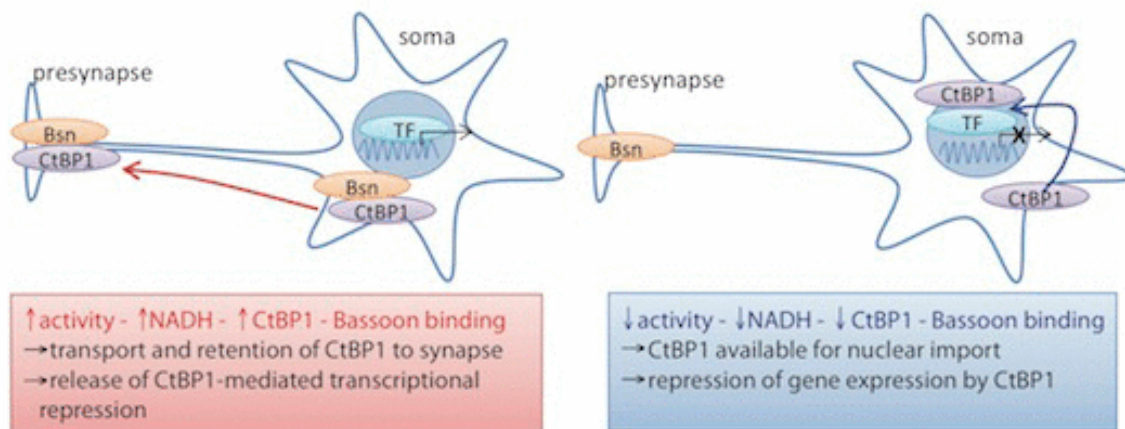 soma
presynapse
Bsn
CtBP1
TF
Bsn
CtBP1
↑activity - ↑NADH - ↑CtBP1 - Bassoon binding
→transport and retention of CtBP1 to synapse
→release of CtBP1-mediated transcriptional
repression
soma
presynapse
CtBP1
TF
X
Bsn
CtBP1
↓activity - ↓NADH - ↓CtBP1 - Bassoon binding
→CtBP1 available for nuclear import
→repression of gene expression by CtBP1